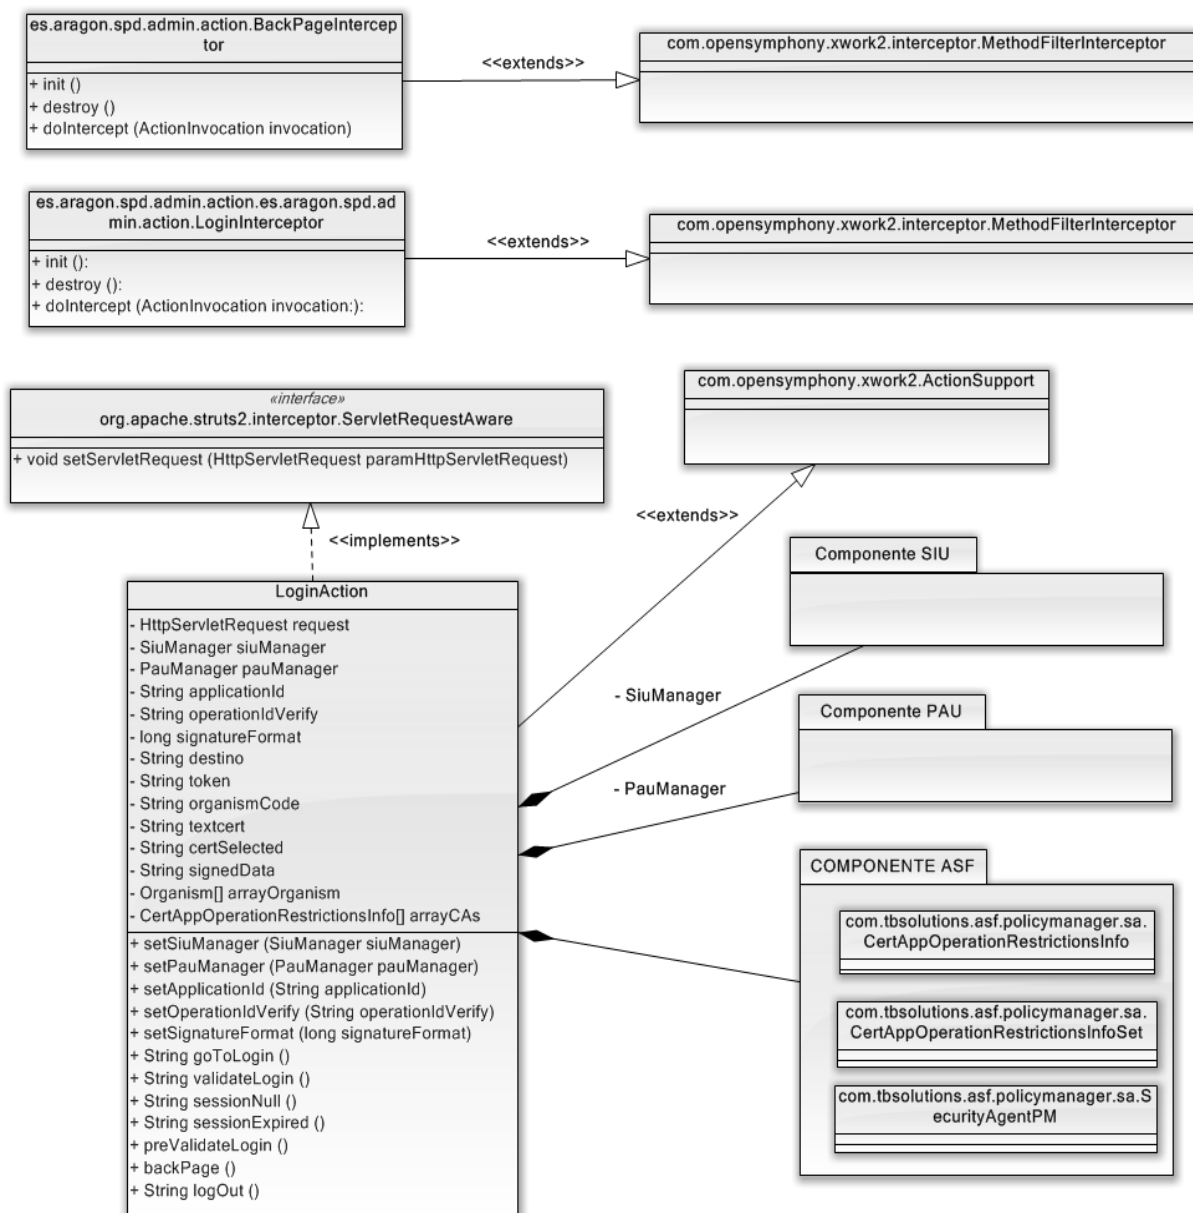 es.aragon.spd.admin.action.BackPageIntercep
tor
+ init ()
+ destroy ()
+ doIntercept (ActionInvocation invocation)
<<extends>>
com.opensymphony.xwork2.interceptor.MethodFilterInterceptor
es.aragon.spd.admin.action.es.aragon.spd.ad
min.action.LoginInterceptor
+ init ():
+ destroy ():
+ doIntercept (ActionInvocation invocation:):
<<extends>>
com.opensymphony.xwork2.interceptor.MethodFilterInterceptor
«interface»
org.apache.struts2.interceptor.ServletRequestAware
+ void setServletRequest (HttpServletRequest paramHttpServletRequest)
com.opensymphony.xwork2.ActionSupport
<<extends>>
<<implements>>
LoginAction
- HttpServletRequest request
- SiuManager siuManager
- PauManager pauManager
- String applicationId
- String operationIdVerify
- long signatureFormat
- String destino
- String token
- String organismCode
- String textcert
- String certSelected
- String signedData
- Organism[] arrayOrganism
- CertAppOperationRestrictionsInfo[] arrayCAs
+ setSiuManager (SiuManager siuManager)
+ setPauManager (PauManager pauManager)
+ setApplicationId (String applicationId)
+ setOperationIdVerify (String operationIdVerify)
+ setSignatureFormat (long signatureFormat)
+ String goToLogin ()
+ String validateLogin ()
+ String sessionNull ()
+ String sessionExpired ()
+ preValidateLogin ()
+ backPage ()
+ String logOut ()
Componente SIU
- SiuManager
Componente PAU
- PauManager
COMPONENTE ASF
com.tbsolutions.asf.policymanager.sa.
CertAppOperationRestrictionsInfo
com.tbsolutions.asf.policymanager.sa.
CertAppOperationRestrictionsInfoSet
com.tbsolutions.asf.policymanager.sa.S
ecurityAgentPM